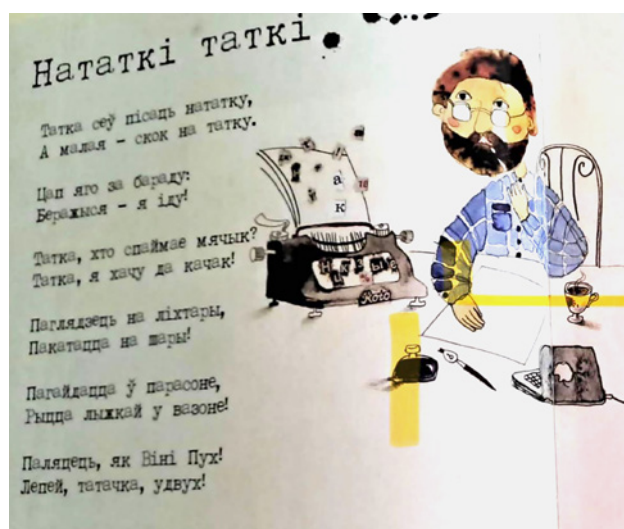 Нататкі таткі.
Татка сеў пісаць нататку,
А малая – скок на татку.
Цап яго за бараду:
Беражыся – я іду!
Татка, хто спаймае мячык?
Татка, я хачу да качак!
Паглядзець на ліхтары,
Пакатацца на шары!
Пагайдацца ў парасоне,
Рыцца лыжкай у вазоне!
Паляцець, як Віні Пух!
Лепей, татачка, удвух!
а
к
Roto